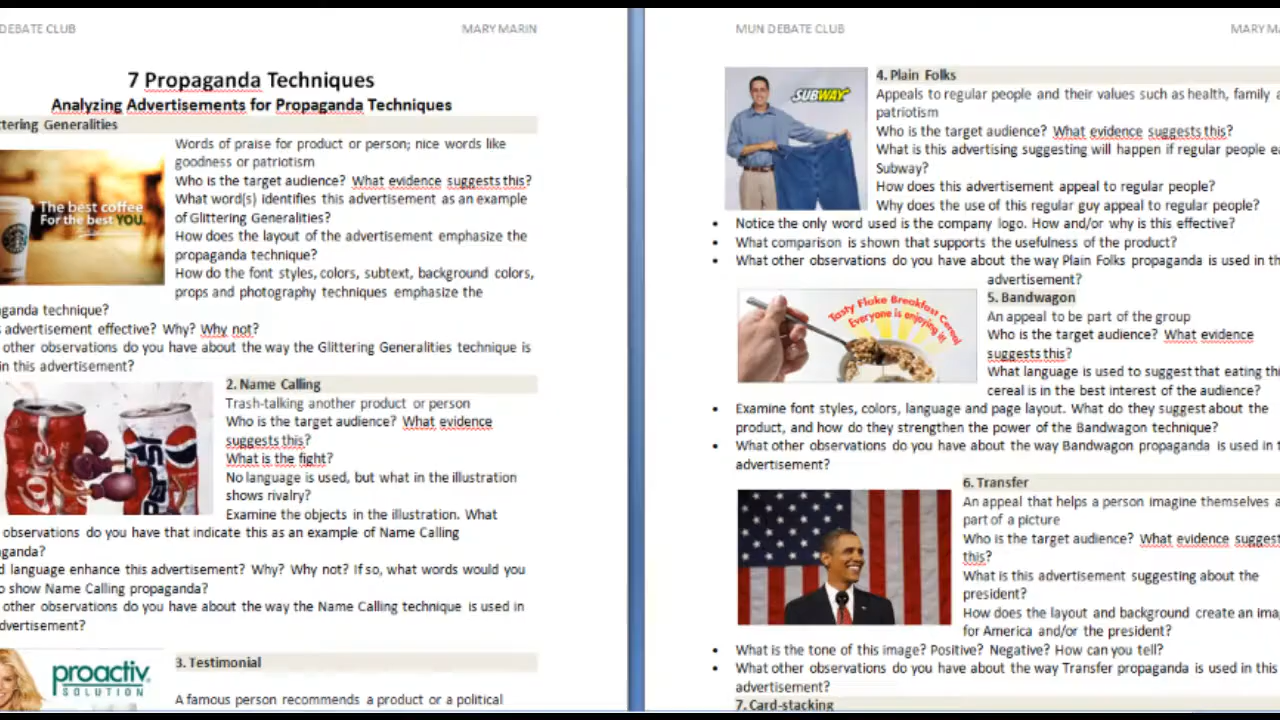 DEBATE CLUB MARY MARIN
7 Propaganda Techniques
Analyzing Advertisements for Propaganda Techniques
ttering Generalities
Words of praise for product or person; nice words like
goodness or patriotism
Who is the target audience? What evidence suggests this?
What word(s) identifies this advertisement as an example
of Glittering Generalities?
How does the layout of the advertisement emphasize the
propaganda technique?
How do the font styles, colors, subtext, background colors,
props and photography techniques emphasize the
aganda technique?
s advertisement effective? Why? Why not?
other observations do you have about the way the Glittering Generalities technique is
in this advertisement?
The best coffee
For the best YOU.
2. Name Calling
Trash-talking another product or person
Who is the target audience? What evidence
suggests this?
What is the fight?
No language is used, but what in the illustration
shows rivalry?
Examine the objects in the illustration. What
observations do you have that indicate this as an example of Name Calling
aganda?
d language enhance this advertisement? Why? Why not? If so, what words would you
o show Name Calling propaganda?
other observations do you have about the way the Name Calling technique is used in
dvertisement?
proactiv
SOLUTION
3. Testimonial
A famous person recommends a product or a political
MUN DEBATE CLUB MARY MA
SUBWAY
4. Plain Folks
Appeals to regular people and their values such as health, family a
patriotism
Who is the target audience? What evidence suggests this?
What is this advertising suggesting will happen if regular people ea
Subway?
How does this advertisement appeal to regular people?
Why does the use of this regular guy appeal to regular people?
• Notice the only word used is the company logo. How and/or why is this effective?
• What comparison is shown that supports the usefulness of the product?
• What other observations do you have about the way Plain Folks propaganda is used in th
advertisement?
Tasty Flake Breakfast Cereal
Everyone is enjoying it!
5. Bandwagon
An appeal to be part of the group
Who is the target audience? What evidence
suggests this?
What language is used to suggest that eating thi
cereal is in the best interest of the audience?
• Examine font styles, colors, language and page layout. What do they suggest about the
product, and how do they strengthen the power of the Bandwagon technique?
• What other observations do you have about the way Bandwagon propaganda is used in t
advertisement?
6. Transfer
An appeal that helps a person imagine themselves a
part of a picture
Who is the target audience? What evidence suggest
this?
What is this advertisement suggesting about the
president?
How does the layout and background create an ima
for America and/or the president?
• What is the tone of this image? Positive? Negative? How can you tell?
• What other observations do you have about the way Transfer propaganda is used in this
advertisement?
7. Card-stacking